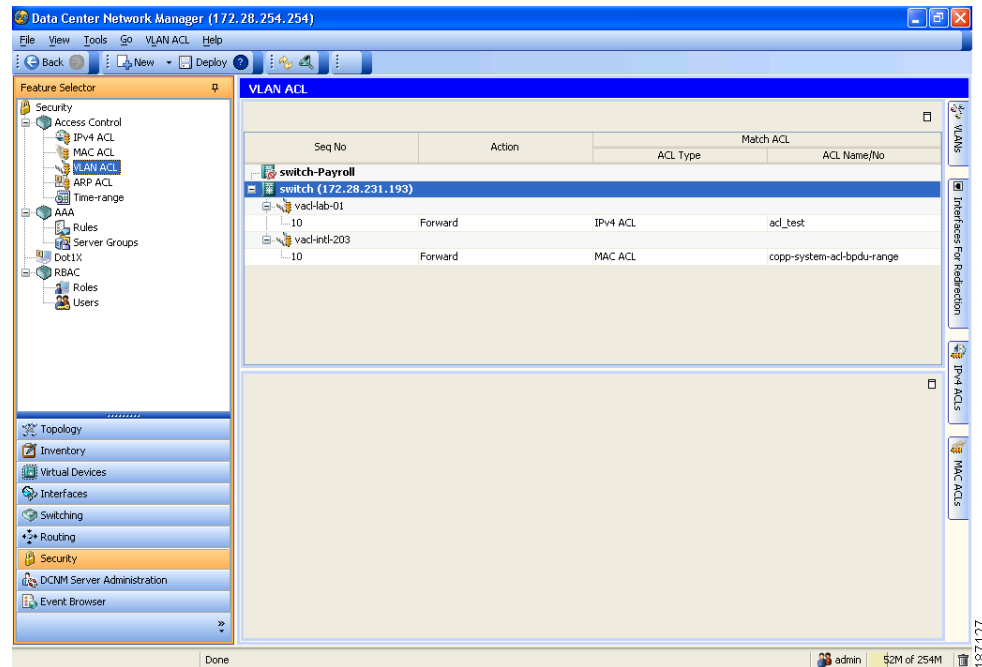 Data Center Network Manager (172.28.254.254)
File View Tools Go VLAN ACL Help
Back New Deploy
Feature Selector
VLAN ACL
Security
Access Control
IPv4 ACL
MAC ACL
VLAN ACL
ARP ACL
Time-range
AAA
Rules
Server Groups
Dot1X
RBAC
Roles
Users
Seq No Action Match ACL
ACL Type ACL Name/No
switch-Payroll
switch (172.28.231.193)
vacl-lab-01
10 Forward IPv4 ACL acl_test
vacl-intl-203
10 Forward MAC ACL copp-system-acl-bpdu-range
VLANs
Interfaces For Redirection
IPv4 ACLs
MAC ACLs
Topology
Inventory
Virtual Devices
Interfaces
Switching
Routing
Security
DCNM Server Administration
Event Browser
Done admin 52M of 254M
187127